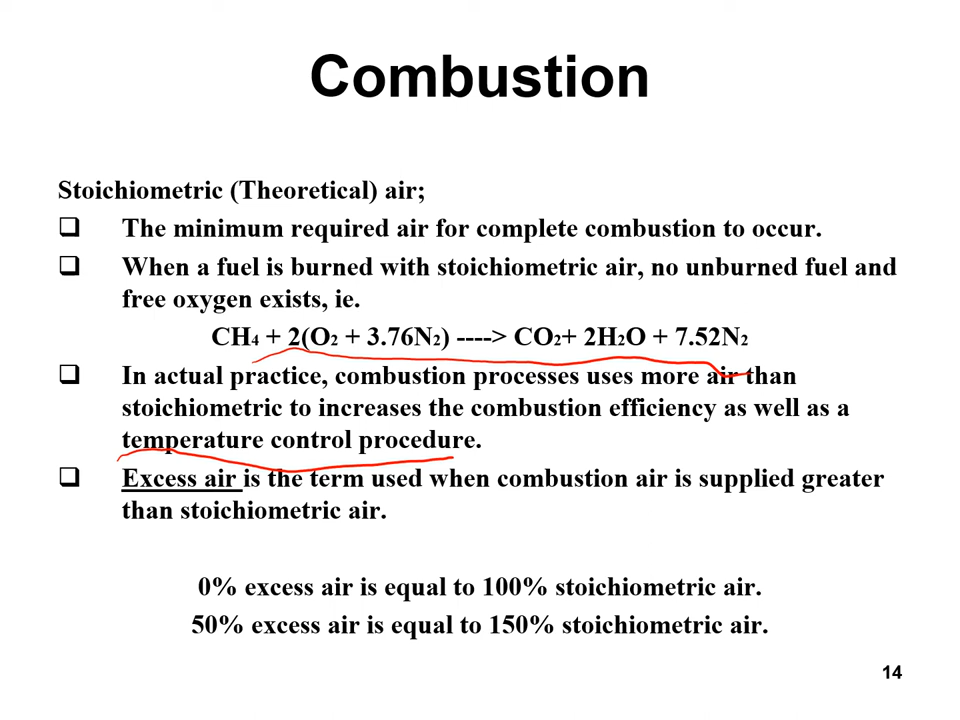 Combustion
Stoichiometric (Theoretical) air;
❑ The minimum required air for complete combustion to occur.
❑ When a fuel is burned with stoichiometric air, no unburned fuel and
free oxygen exists, ie.
CH₄ + 2(O₂ + 3.76N₂) ----> CO₂+ 2H₂O + 7.52N₂
❑ In actual practice, combustion processes uses more air than
stoichiometric to increases the combustion efficiency as well as a
temperature control procedure.
❑ Excess air is the term used when combustion air is supplied greater
than stoichiometric air.
0% excess air is equal to 100% stoichiometric air.
50% excess air is equal to 150% stoichiometric air.
14